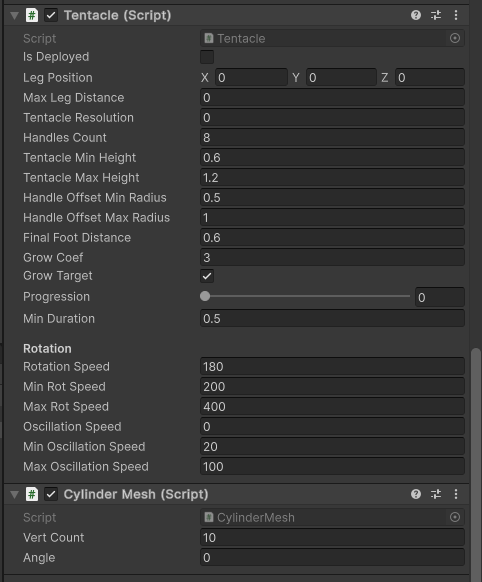 Tentacle (Script)
Script Tentacle
Is Deployed
Leg Position X 0 Y 0 Z 0
Max Leg Distance 0
Tentacle Resolution 0
Handles Count 8
Tentacle Min Height 0.6
Tentacle Max Height 1.2
Handle Offset Min Radius 0.5
Handle Offset Max Radius 1
Final Foot Distance 0.6
Grow Coef 3
Grow Target
Progression 0
Min Duration 0.5
Rotation
Rotation Speed 180
Min Rot Speed 200
Max Rot Speed 400
Oscillation Speed 0
Min Oscillation Speed 20
Max Oscillation Speed 100
Cylinder Mesh (Script)
Script CylinderMesh
Vert Count 10
Angle 0